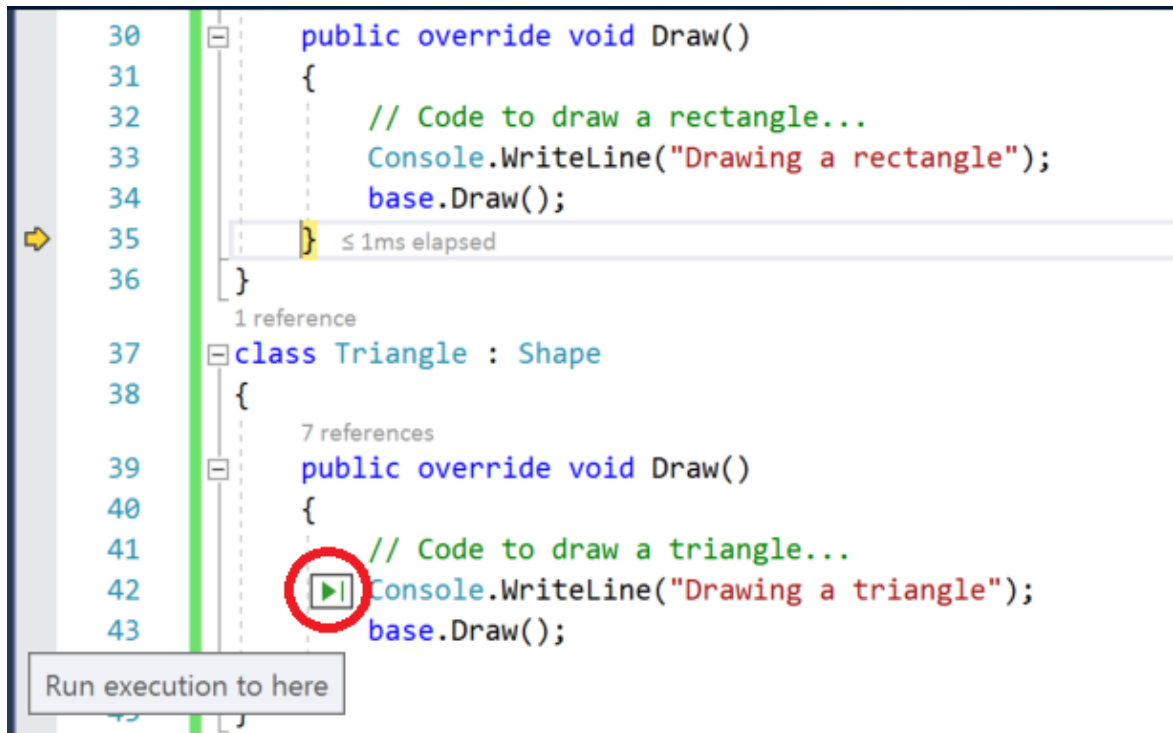 30 public override void Draw()
31 {
32 // Code to draw a rectangle...
33 Console.WriteLine("Drawing a rectangle");
34 base.Draw();
35 } ≤ 1ms elapsed
36 }
1 reference
37 class Triangle : Shape
38 {
7 references
39 public override void Draw()
40 {
41 // Code to draw a triangle...
42 Console.WriteLine("Drawing a triangle");
43 base.Draw();
Run execution to here
}